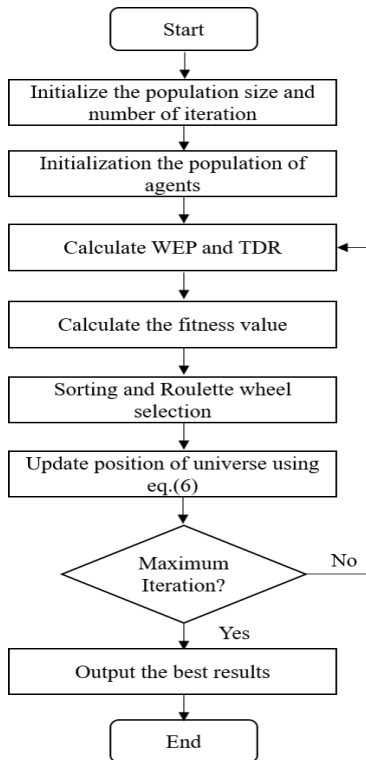 Start
Initialize the population size and
number of iteration
Initialization the population of
agents
Calculate WEP and TDR
Calculate the fitness value
Sorting and Roulette wheel
selection
Update position of universe using
eq.(6)
Maximum
Iteration?
No
Yes
Output the best results
End